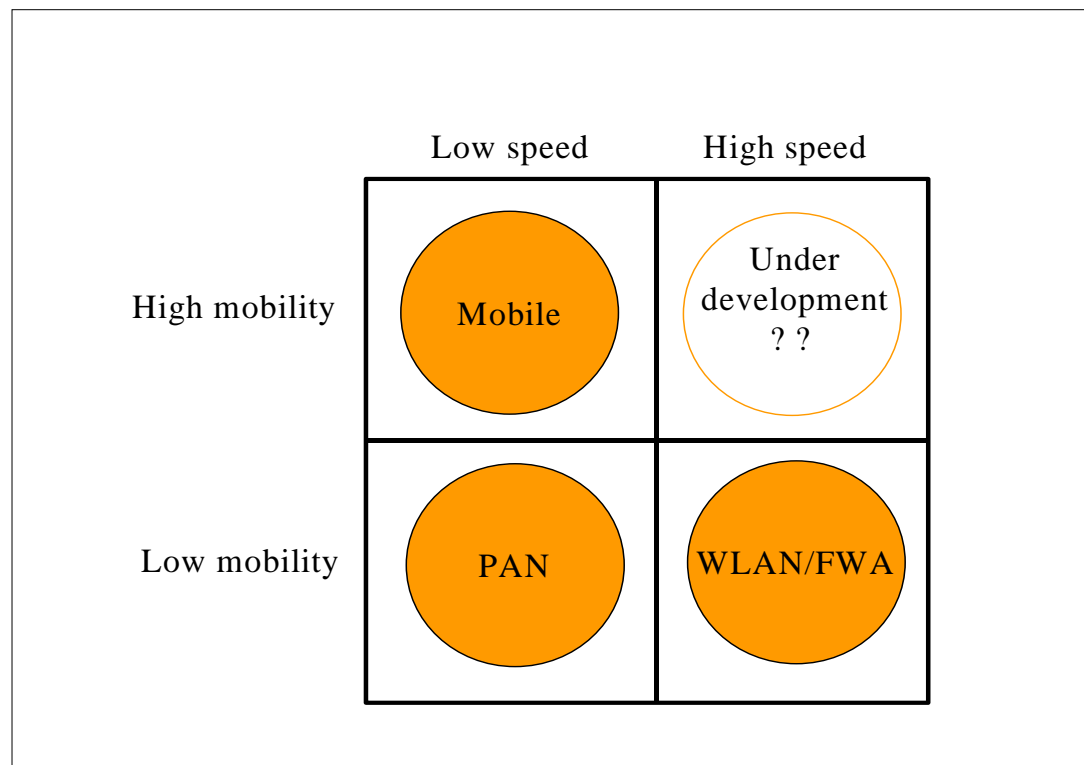 Low speed
High speed
High mobility
Mobile
Under
development
? ?
Low mobility
PAN
WLAN/FWA